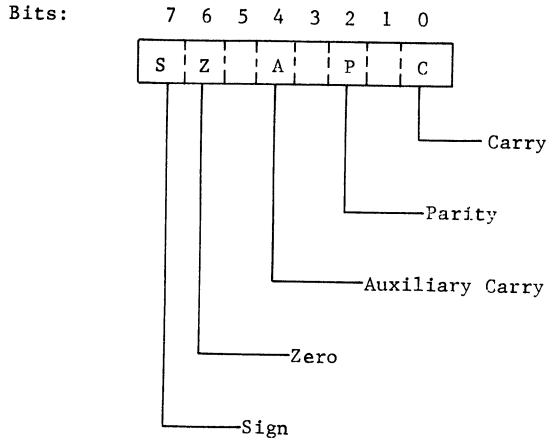 Bits: 7 6 5 4 3 2 1 0
S Z A P C
Carry
Parity
Auxiliary Carry
Zero
Sign